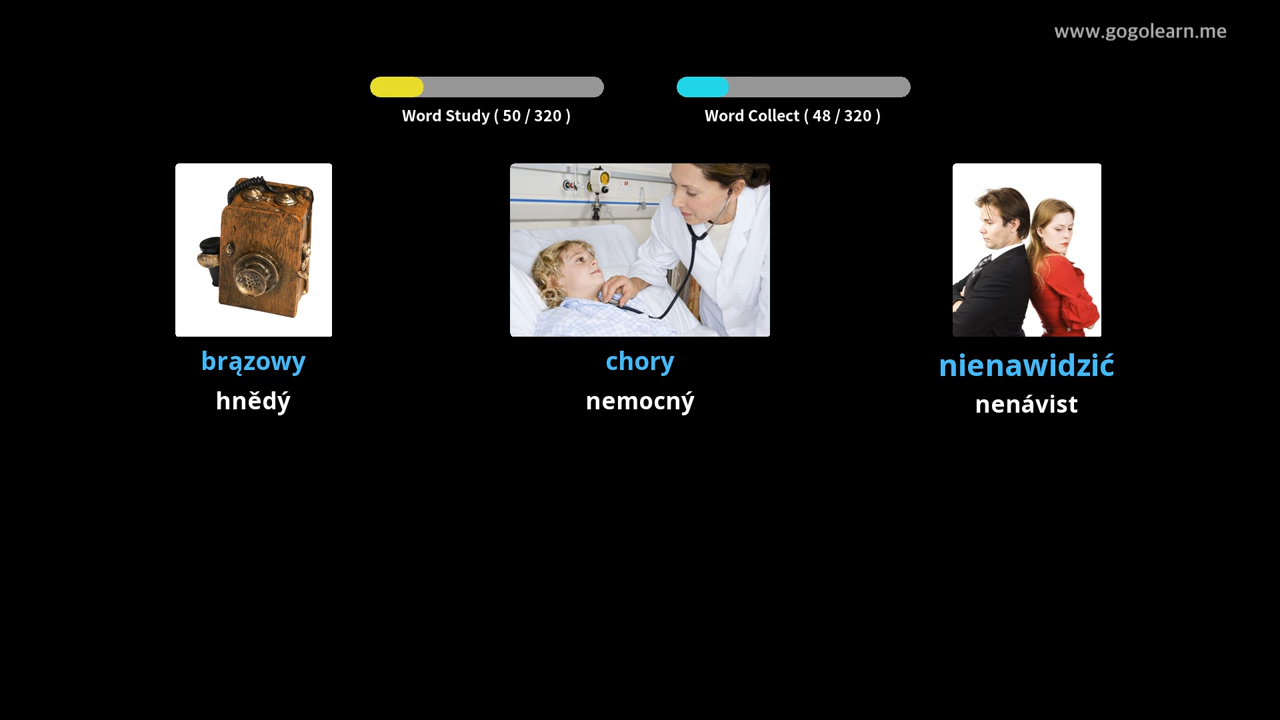 www.gogolearn.me
Word Study ( 50 / 320 )
Word Collect ( 48 / 320 )
brązowy
hnědý
chory
nemocný
nienawidzić
nenávist